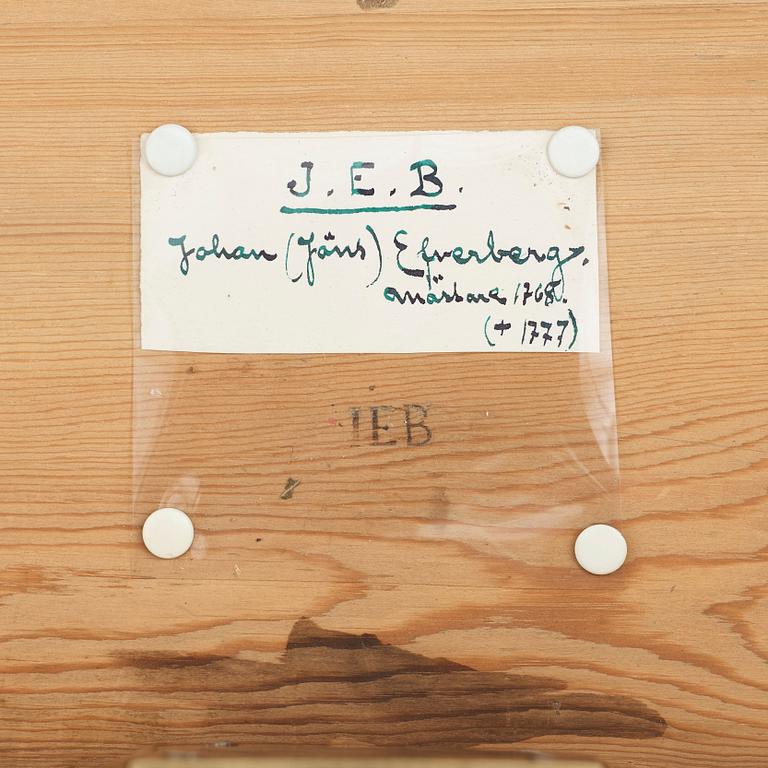 J. E. B.
Johan (Jöns) Efverberg.
mästare 1768.
(+ 1777)
IEB